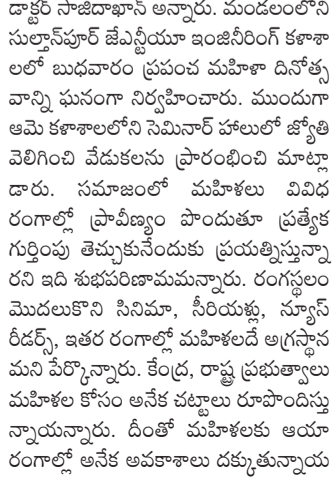 డాక్టర్ సాజిదాఖాన్ అన్నారు. మండలంలోని
సుల్తాన్‌పూర్ జేఎన్టీయూ ఇంజినీరింగ్ కళాశా
లలో బుధవారం ప్రపంచ మహిళా దినోత్స
వాన్ని ఘనంగా నిర్వహించారు. ముందుగా
ఆమె కళాశాలలోని సెమినార్ హాలులో జ్యోతి
వెలిగించి వేడుకలను ప్రారంభించి మాట్లా
డారు. సమాజంలో మహిళలు వివిధ
రంగాల్లో ప్రావీణ్యం పొందుతూ ప్రత్యేక
గుర్తింపు తెచ్చుకునేందుకు ప్రయత్నిస్తున్నా
రని ఇది శుభపరిణామమన్నారు. రంగస్థలం
మొదలుకొని సినిమా, సీరియళ్లు, న్యూస్
రీడర్స్, ఇతర రంగాల్లో మహిళలదే అగ్రస్థాన
మని పేర్కొన్నారు. కేంద్ర, రాష్ట్ర ప్రభుత్వాలు
మహిళల కోసం అనేక చట్టాలు రూపొందిస్తు
న్నాయన్నారు. దీంతో మహిళలకు ఆయా
రంగాల్లో అనేక అవకాశాలు దక్కుతున్నాయ